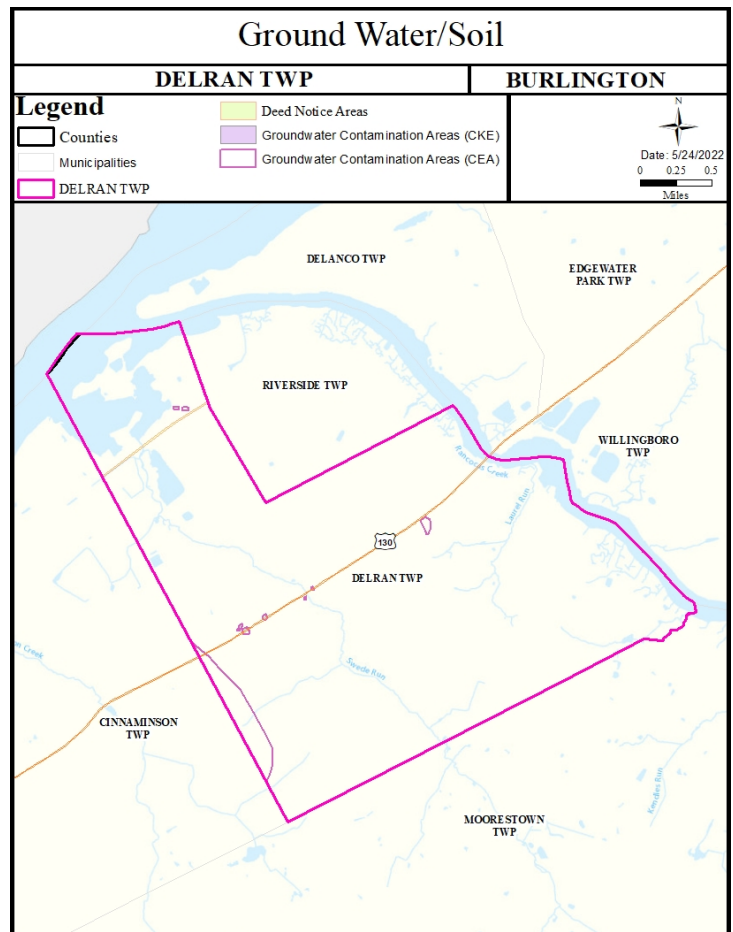 Ground Water/Soil
DELRAN TWP
BURLINGTON
Legend
Counties
Municipalities
DELRAN TWP
Deed Notice Areas
Groundwater Contamination Areas (CKE)
Groundwater Contamination Areas (CEA)
N
Date: 5/24/2022
0 0.25 0.5
Miles
DELANCO TWP
EDGEWATER
PARK TWP
RIVERSIDE TWP
WILLINGBORO
TWP
Rancocas Creek
Laurel Run
130
DELRAN TWP
Swede Run
Creek
CINNAMINSON
TWP
Kendles Run
MOORESTOWN
TWP